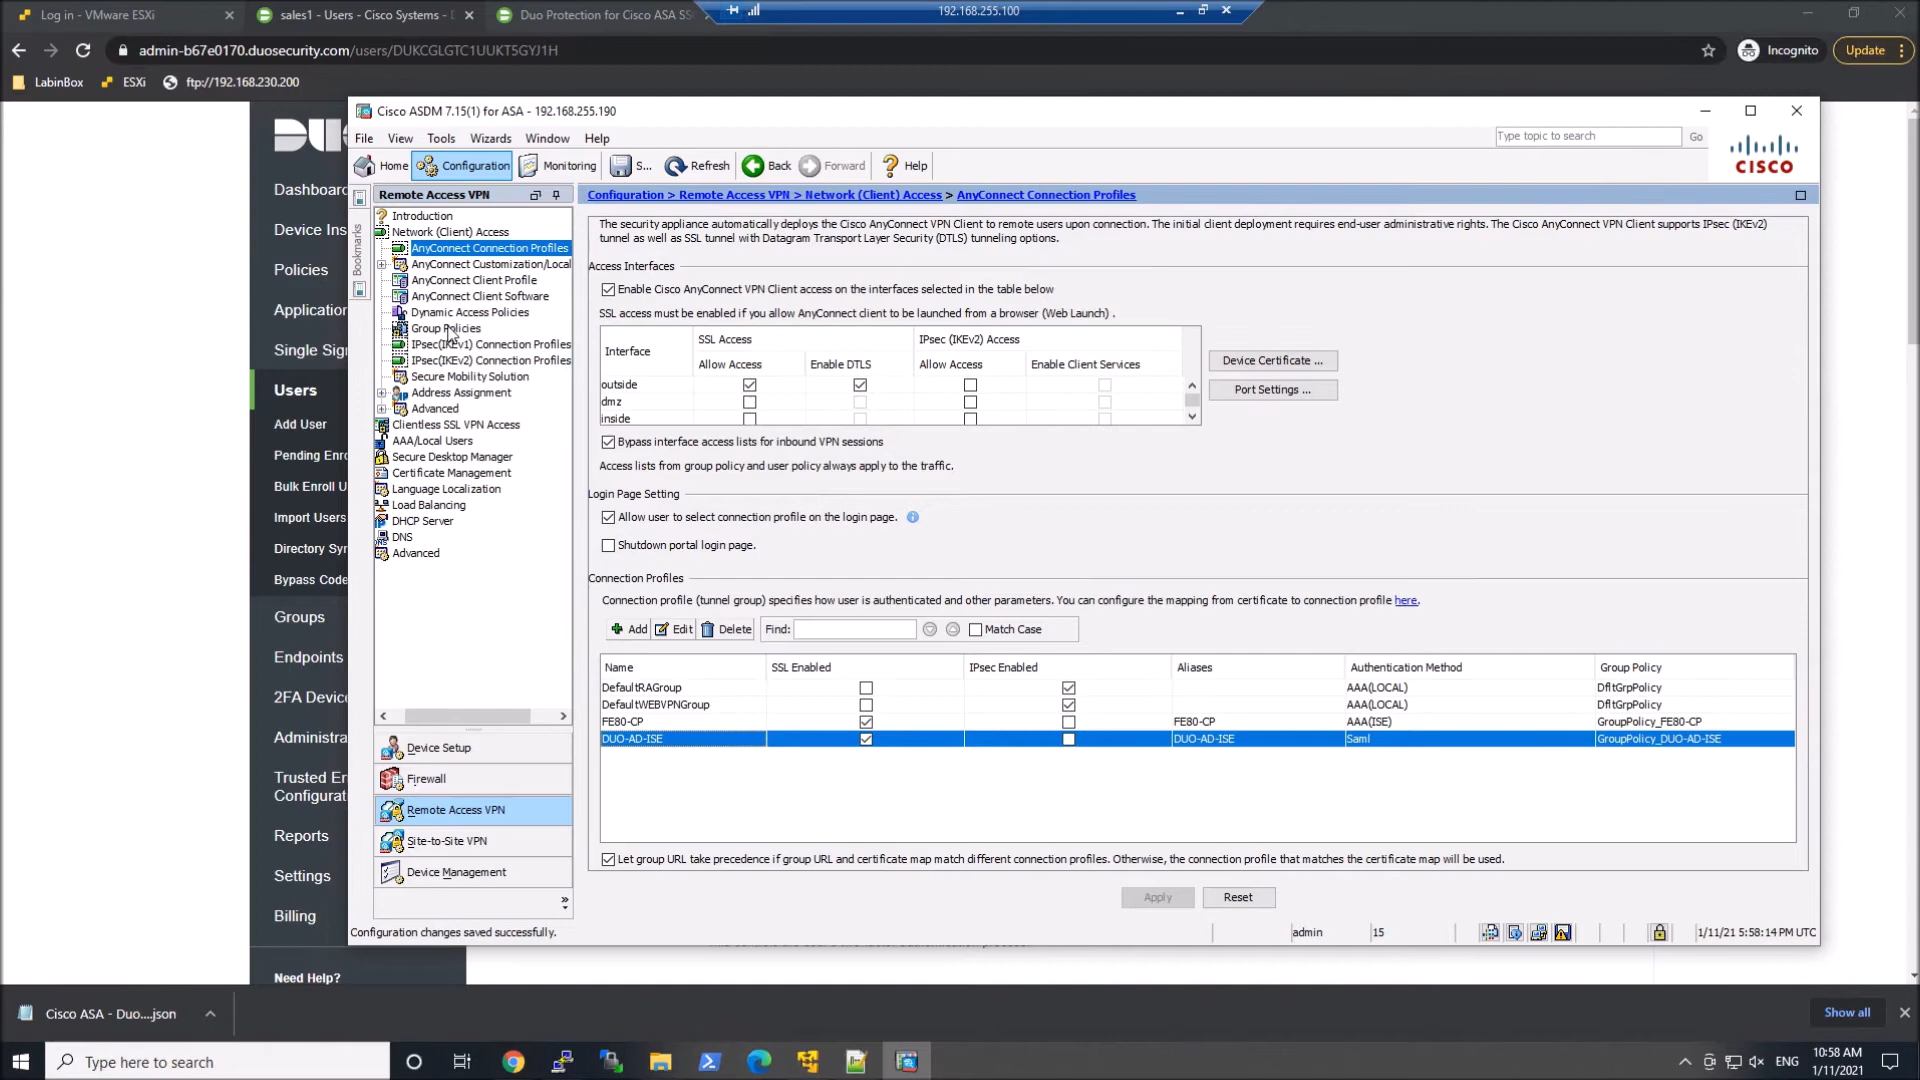 Log in - VMware ESXi
sales1 - Users - Cisco Systems - D
Duo Protection for Cisco ASA SS
192.168.255.100
admin-b67e0170.duosecurity.com/users/DUKCGLGTC1UUKT5GYJ1H
Incognito
Update
LabinBox
ESXi
ftp://192.168.230.200
Cisco ASDM 7.15(1) for ASA - 192.168.255.190
File View Tools Wizards Window Help
Type topic to search
Go
Home
Configuration
Monitoring
S...
Refresh
Back
Forward
Help
CISCO
DU
Dashboard
Device Ins
Policies
Application
Single Sig
Users
Add User
Pending Enro
Bulk Enroll U
Import Users
Directory Syn
Bypass Code
Groups
Endpoints
2FA Device
Administra
Trusted En
Configurat
Reports
Settings
Billing
Need Help?
Bookmarks
Remote Access VPN
Introduction
Network (Client) Access
AnyConnect Connection Profiles
AnyConnect Customization/Local
AnyConnect Client Profile
AnyConnect Client Software
Dynamic Access Policies
Group Policies
IPsec(IKEv1) Connection Profiles
IPsec(IKEv2) Connection Profiles
Secure Mobility Solution
Address Assignment
Advanced
Clientless SSL VPN Access
AAA/Local Users
Secure Desktop Manager
Certificate Management
Language Localization
Load Balancing
DHCP Server
DNS
Advanced
Device Setup
Firewall
Remote Access VPN
Site-to-Site VPN
Device Management
Configuration > Remote Access VPN > Network (Client) Access > AnyConnect Connection Profiles
The security appliance automatically deploys the Cisco AnyConnect VPN Client to remote users upon connection. The initial client deployment requires end-user administrative rights. The Cisco AnyConnect VPN Client supports IPsec (IKEv2)
tunnel as well as SSL tunnel with Datagram Transport Layer Security (DTLS) tunneling options.
Access Interfaces
Enable Cisco AnyConnect VPN Client access on the interfaces selected in the table below
SSL access must be enabled if you allow AnyConnect client to be launched from a browser (Web Launch) .
Interface
SSL Access
IPsec (IKEv2) Access
Allow Access
Enable DTLS
Allow Access
Enable Client Services
outside
dmz
inside
Device Certificate ...
Port Settings ...
Bypass interface access lists for inbound VPN sessions
Access lists from group policy and user policy always apply to the traffic.
Login Page Setting
Allow user to select connection profile on the login page.
Shutdown portal login page.
Connection Profiles
Connection profile (tunnel group) specifies how user is authenticated and other parameters. You can configure the mapping from certificate to connection profile here.
Add Edit Delete Find: Match Case
Name SSL Enabled IPsec Enabled Aliases Authentication Method Group Policy
DefaultRAGroup AAA(LOCAL) DfltGrpPolicy
DefaultWEBVPNGroup AAA(LOCAL) DfltGrpPolicy
FE80-CP FE80-CP AAA(ISE) GroupPolicy_FE80-CP
DUO-AD-ISE DUO-AD-ISE Saml GroupPolicy_DUO-AD-ISE
Let group URL take precedence if group URL and certificate map match different connection profiles. Otherwise, the connection profile that matches the certificate map will be used.
Apply
Reset
Configuration changes saved successfully.
admin
15
1/11/21 5:58:14 PM UTC
Cisco ASA - Duo....json
Show all
Type here to search
ENG
10:58 AM
1/11/2021